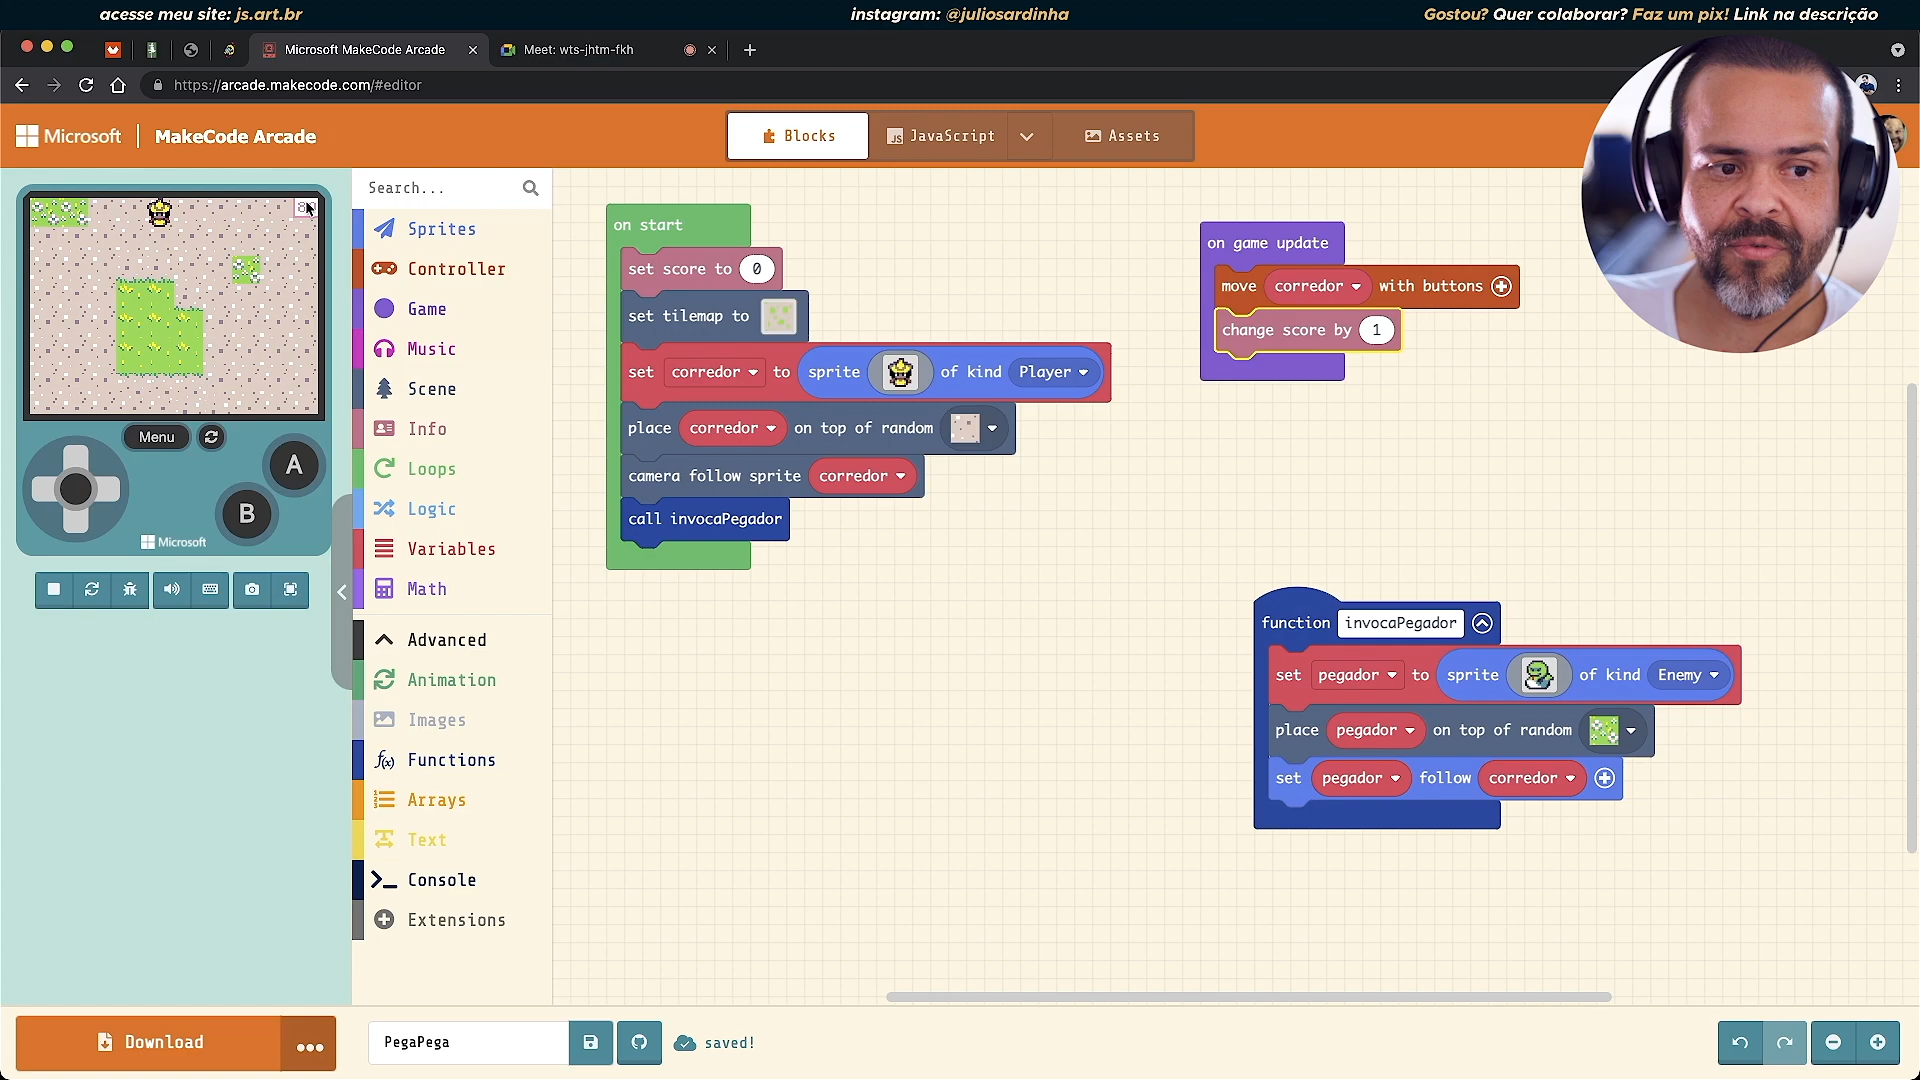 acesse meu site: js.art.br
instagram: @juliosardinha
Gostou? Quer colaborar? Faz um pix! Link na descrição
Microsoft MakeCode Arcade
Meet: wts-jhtm-fkh
https://arcade.makecode.com/#editor
Microsoft
MakeCode Arcade
Blocks
JavaScript
Assets
Search...
Sprites
Controller
Game
Music
Scene
Info
Loops
Logic
Variables
Math
Advanced
Animation
Images
Functions
Arrays
Text
Console
Extensions
Menu
A
B
Microsoft
on start
set score to 0
set tilemap to
set corredor to sprite of kind Player
place corredor on top of random
camera follow sprite corredor
call invocaPegador
on game update
move corredor with buttons
change score by 1
function invocaPegador
set pegador to sprite of kind Enemy
place pegador on top of random
set pegador follow corredor
Download
PegaPega
saved!